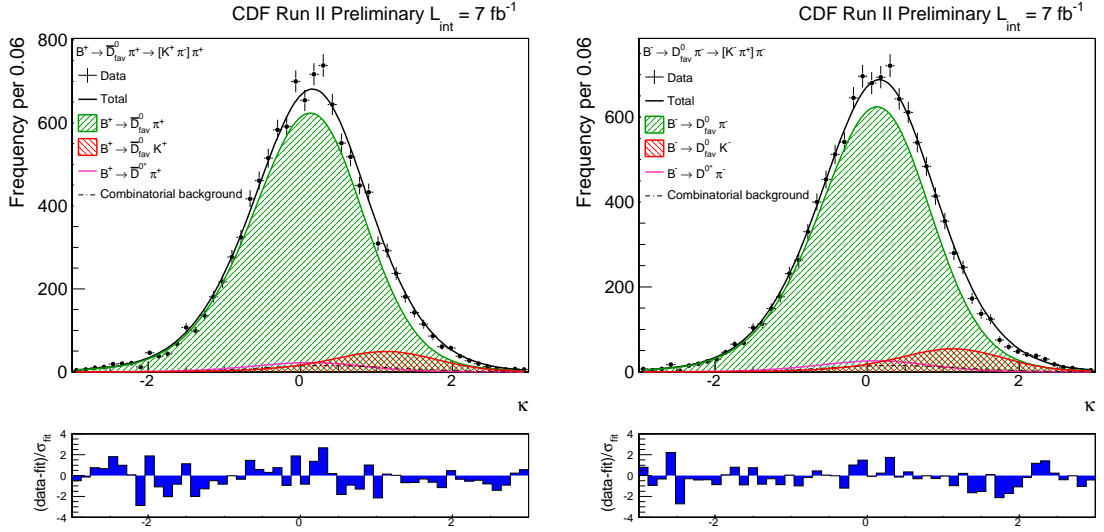 CDF Run II Preliminary L_int = 7 fb⁻¹
B⁺ → D̅⁰_fav π⁺ → [K⁺ π⁻] π⁺
Data
Total
B⁺ → D̅⁰_fav π⁺
B⁺ → D̅⁰_fav K⁺
B⁺ → D̅⁰* π⁺
Combinatorial background
Frequency per 0.06
800
600
400
200
0
-2 0 2
κ
(data-fit)/σ_fit
4
2
0
-2
-4
-2 0 2
CDF Run II Preliminary L_int = 7 fb⁻¹
B⁻ → D⁰_fav π⁻ → [K⁻ π⁺] π⁻
Data
Total
B⁻ → D⁰_fav π⁻
B⁻ → D⁰_fav K⁻
B⁻ → D⁰* π⁻
Combinatorial background
Frequency per 0.06
600
400
200
0
-2 0 2
κ
(data-fit)/σ_fit
4
2
0
-2
-4
-2 0 2